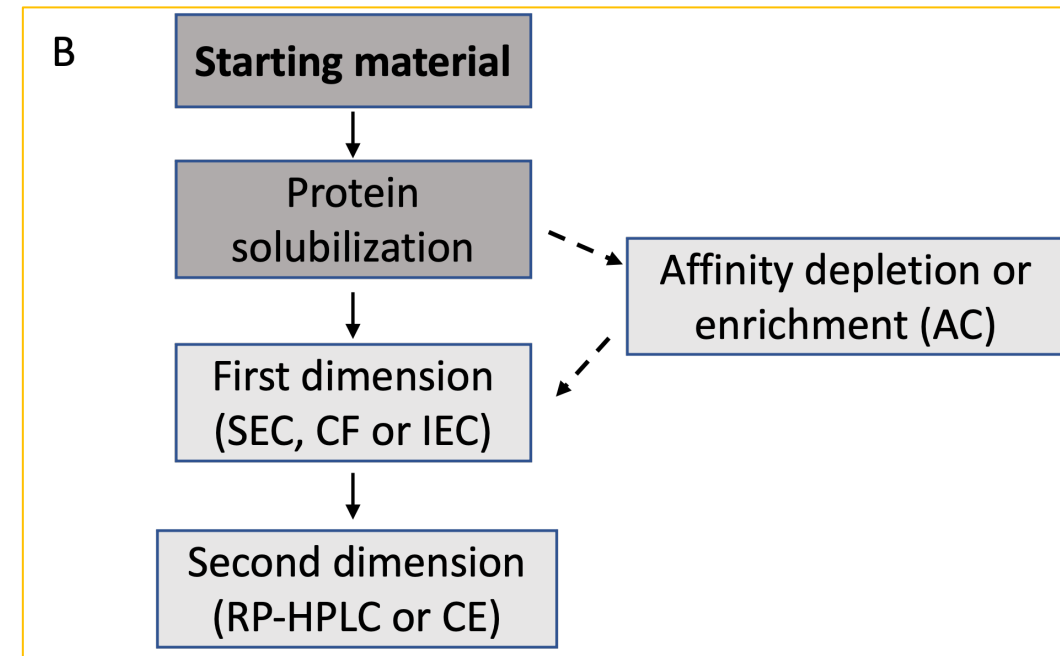 B
Starting material
Protein
solubilization
Affinity depletion or
enrichment (AC)
First dimension
(SEC, CF or IEC)
Second dimension
(RP-HPLC or CE)